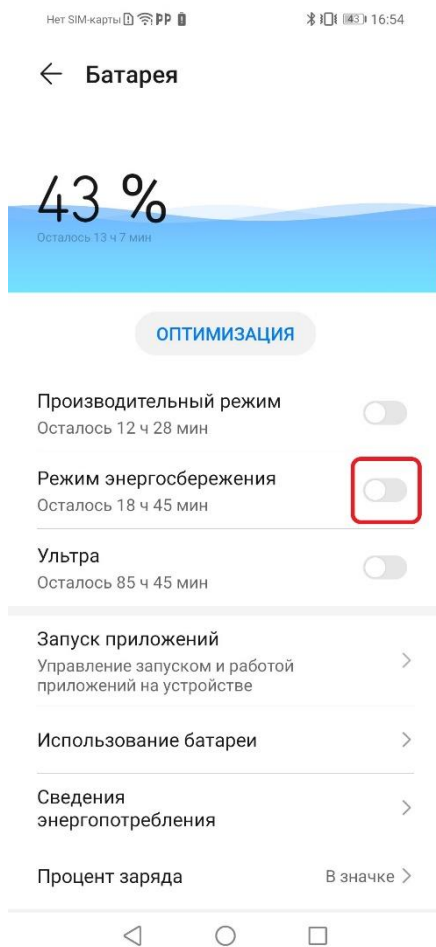 Нет SIM-карты PP 43 16:54
Батарея
43 %
Осталось 13 ч 7 мин
ОПТИМИЗАЦИЯ
Производительный режим
Осталось 12 ч 28 мин
Режим энергосбережения
Осталось 18 ч 45 мин
Ультра
Осталось 85 ч 45 мин
Запуск приложений
Управление запуском и работой
приложений на устройстве
Использование батареи
Сведения
энергопотребления
Процент заряда В значке